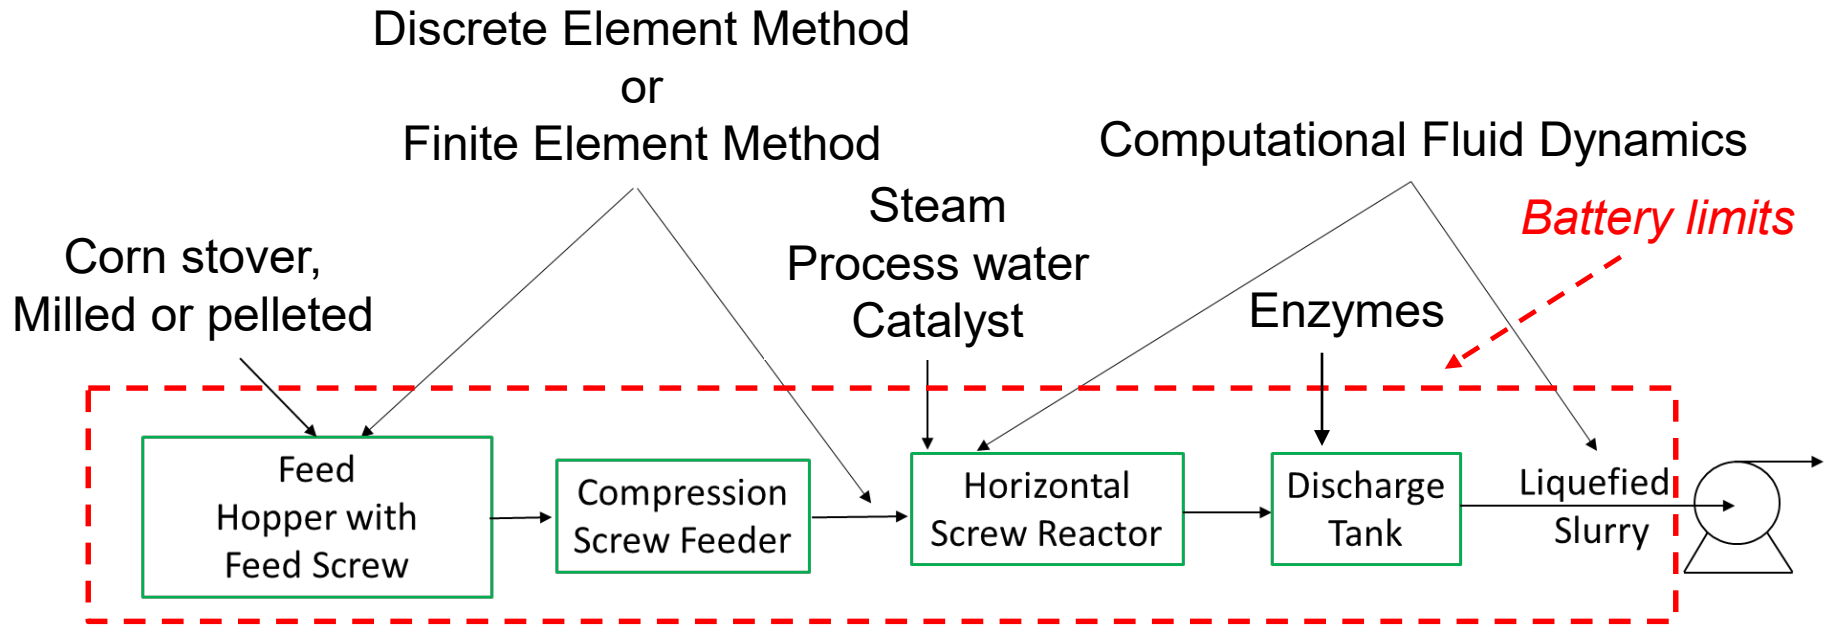 Discrete Element Method
or
Finite Element Method
Computational Fluid Dynamics
Steam
Process water
Catalyst
Battery limits
Corn stover,
Milled or pelleted
Enzymes
Feed
Hopper with
Feed Screw
Compression
Screw Feeder
Horizontal
Screw Reactor
Discharge
Tank
Liquefied
Slurry